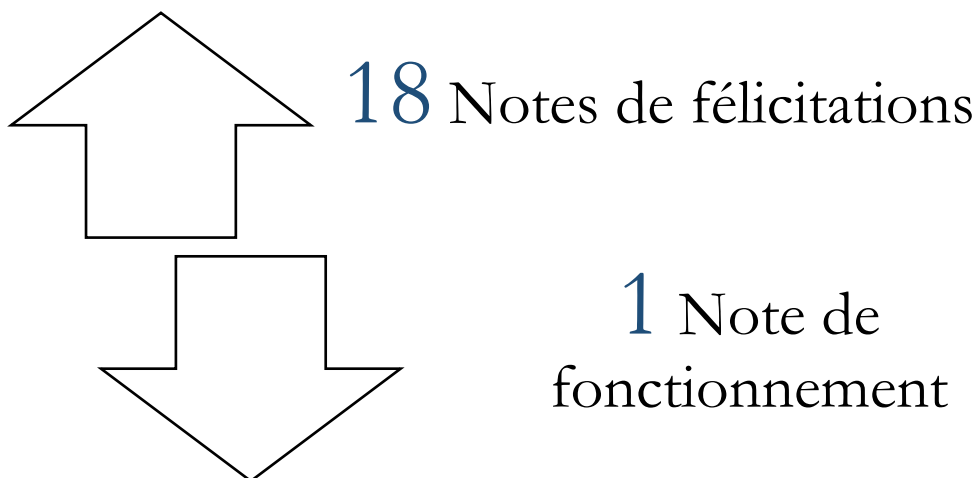 18 Notes de félicitations
1 Note de
fonctionnement